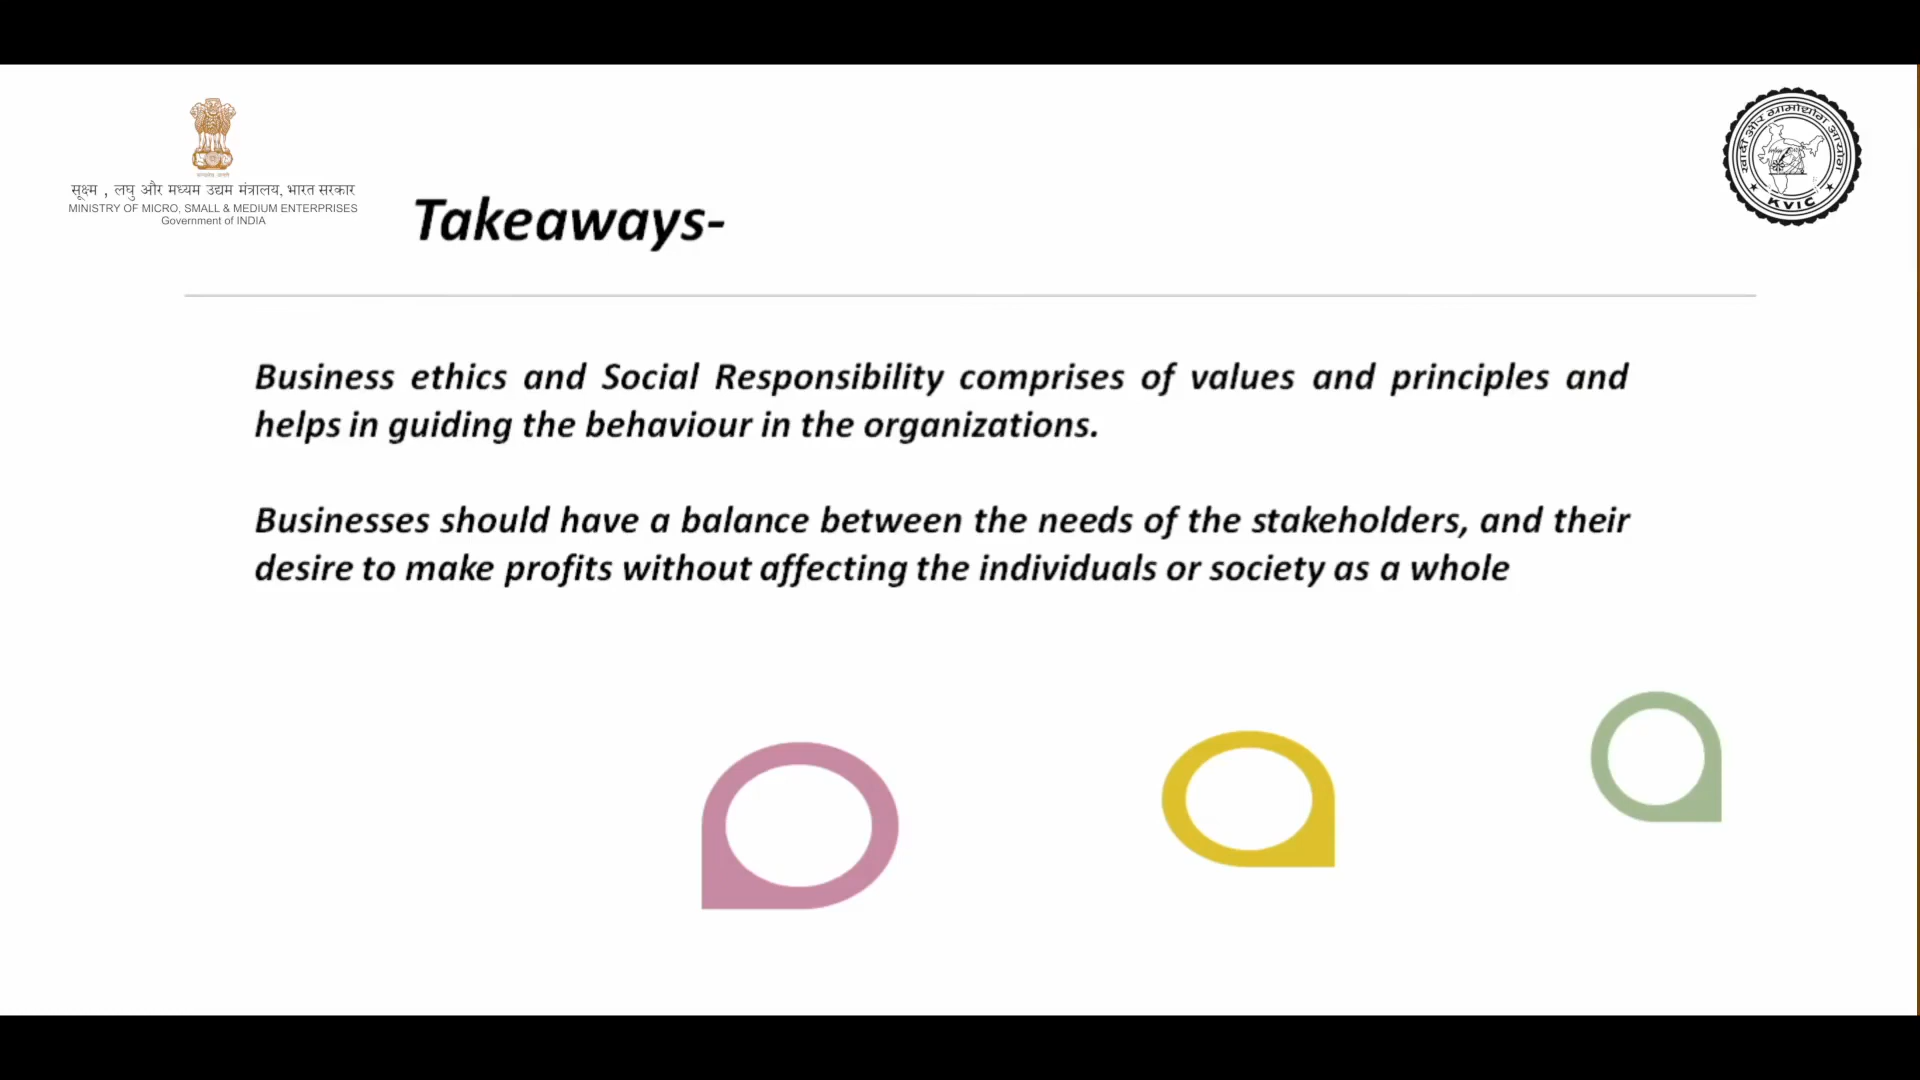 सूक्ष्म , लघु और मध्यम उद्यम मंत्रालय, भारत सरकार
MINISTRY OF MICRO, SMALL & MEDIUM ENTERPRISES
Government of INDIA
खादी और ग्रामोद्योग आयोग
KVIC
Takeaways-
Business ethics and Social Responsibility comprises of values and principles and
helps in guiding the behaviour in the organizations.
Businesses should have a balance between the needs of the stakeholders, and their
desire to make profits without affecting the individuals or society as a whole